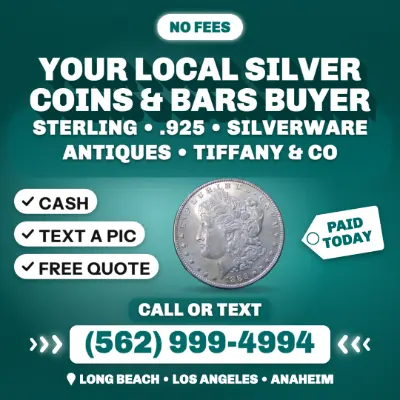 NO FEES
YOUR LOCAL SILVER
COINS & BARS BUYER
STERLING • .925 • SILVERWARE
ANTIQUES • TIFFANY & CO
CASH
TEXT A PIC
FREE QUOTE
PAID
TODAY
CALL OR TEXT
(562) 999-4994
LONG BEACH • LOS ANGELES • ANAHEIM